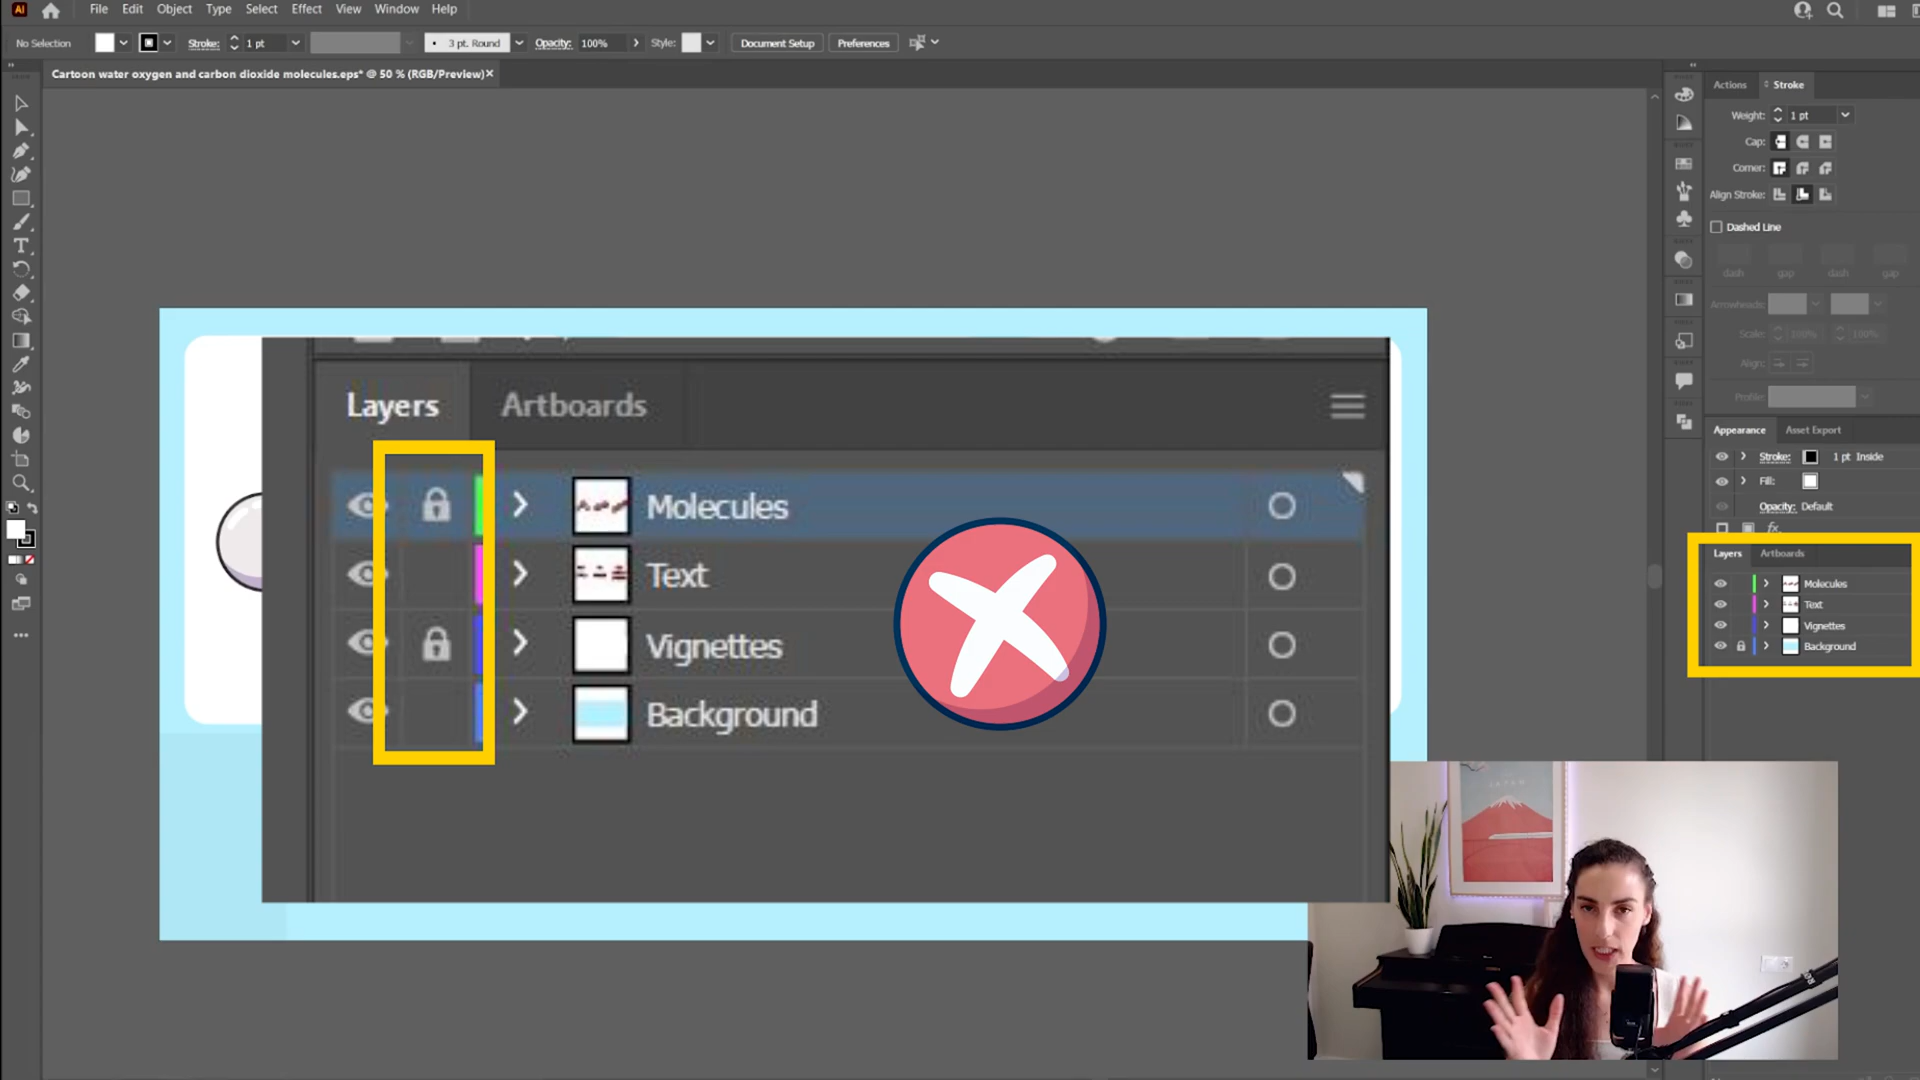 Ai File Edit Object Type Select Effect View Window Help
No Selection Stroke: 1 pt 3 pt. Round Opacity: 100% Style: Document Setup Preferences
Cartoon water oxygen and carbon dioxide molecules.eps* @ 50 % (RGB/Preview)
Actions Stroke
Weight: 1 pt
Cap:
Corner:
Align Stroke:
Dashed Line
dash gap dash gap
Arrowheads:
Scale: 100% 100%
Align:
Profile:
Appearance Asset Export
Stroke: 1 pt Inside
Fill:
Opacity: Default
fx
Layers Artboards
Molecules
Text
Vignettes
Background
Layers Artboards
Molecules
Text
Vignettes
Background
JAPAN
RØDE